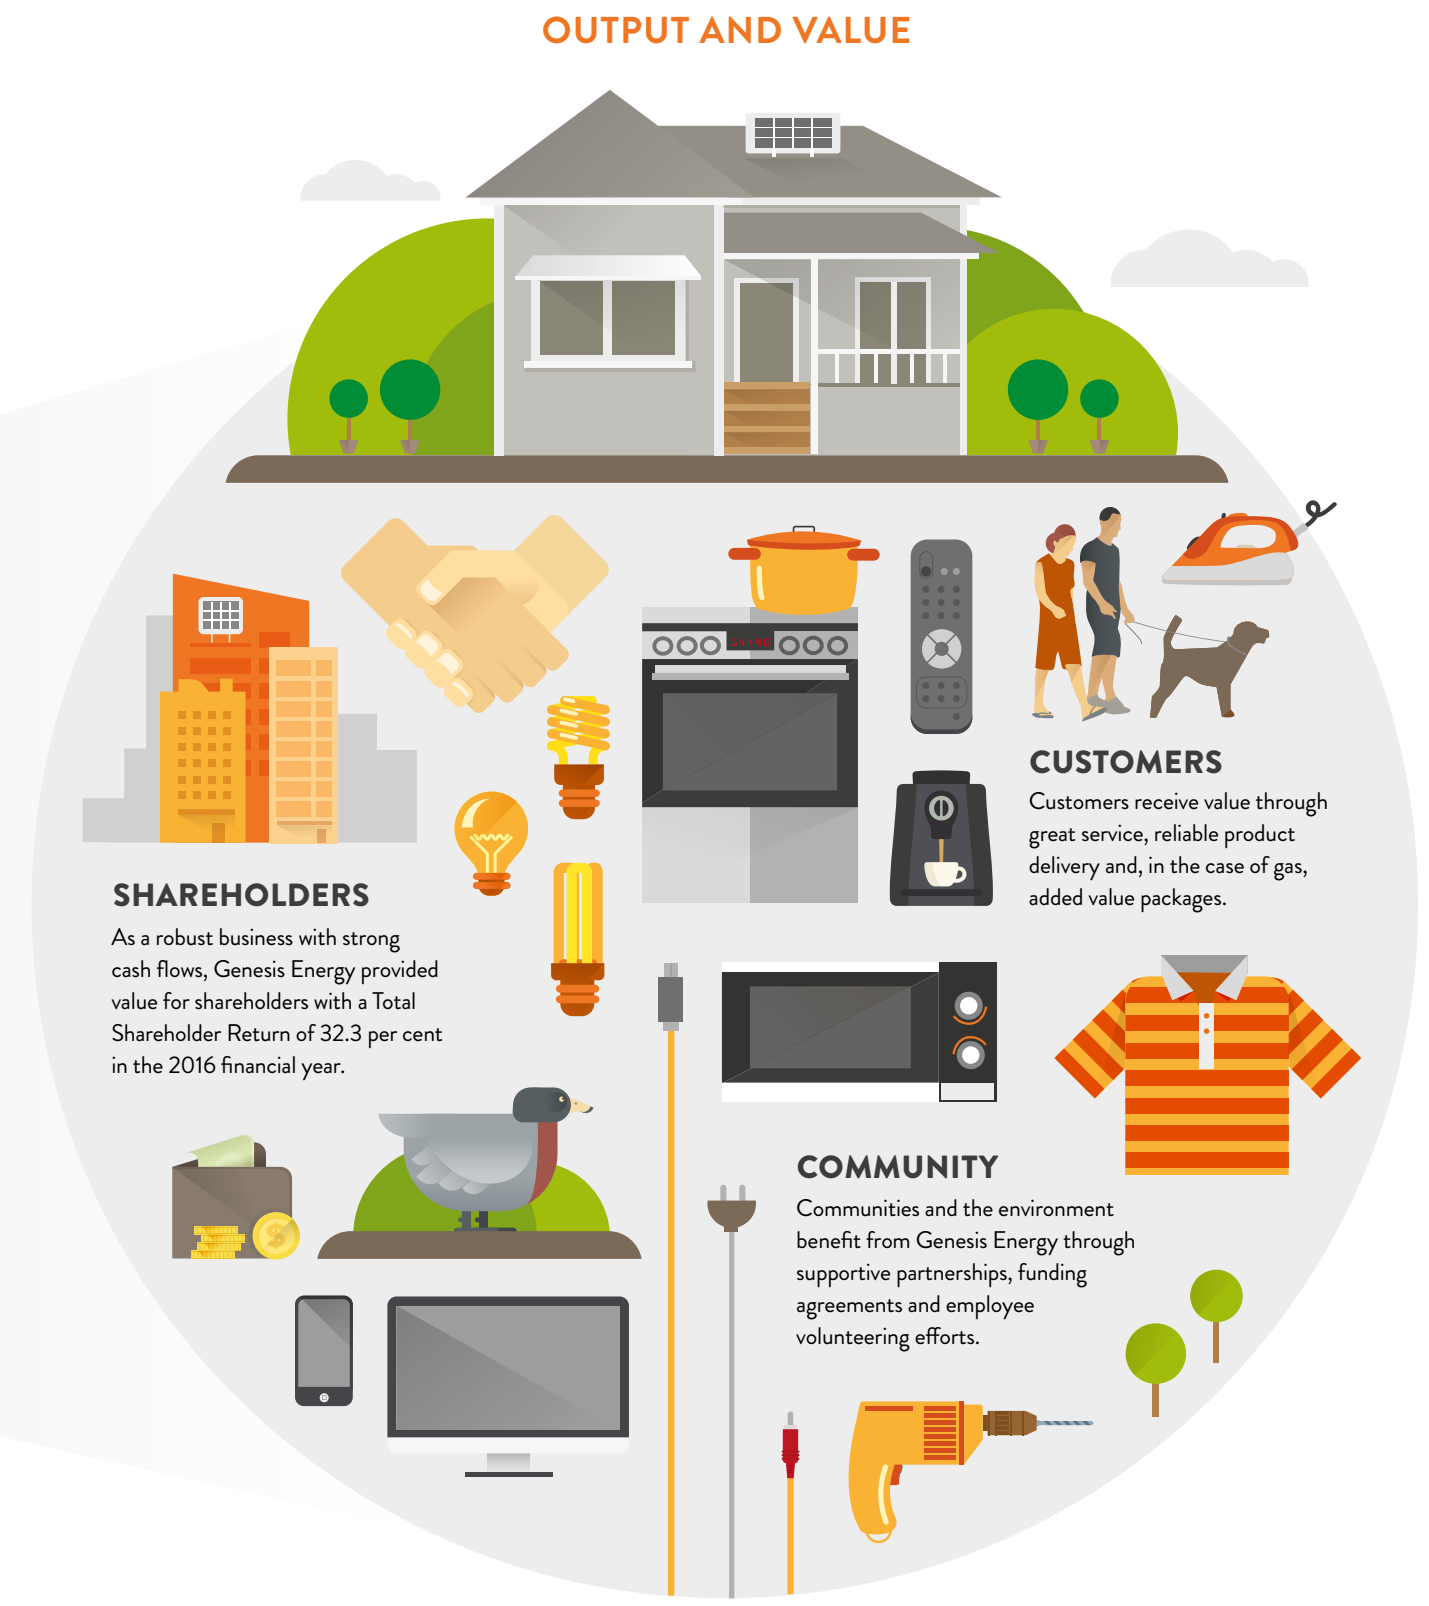 OUTPUT AND VALUE
CUSTOMERS
Customers receive value through
great service, reliable product
delivery and, in the case of gas,
added value packages.
SHAREHOLDERS
As a robust business with strong
cash flows, Genesis Energy provided
value for shareholders with a Total
Shareholder Return of 32.3 per cent
in the 2016 financial year.
COMMUNITY
Communities and the environment
benefit from Genesis Energy through
supportive partnerships, funding
agreements and employee
volunteering efforts.